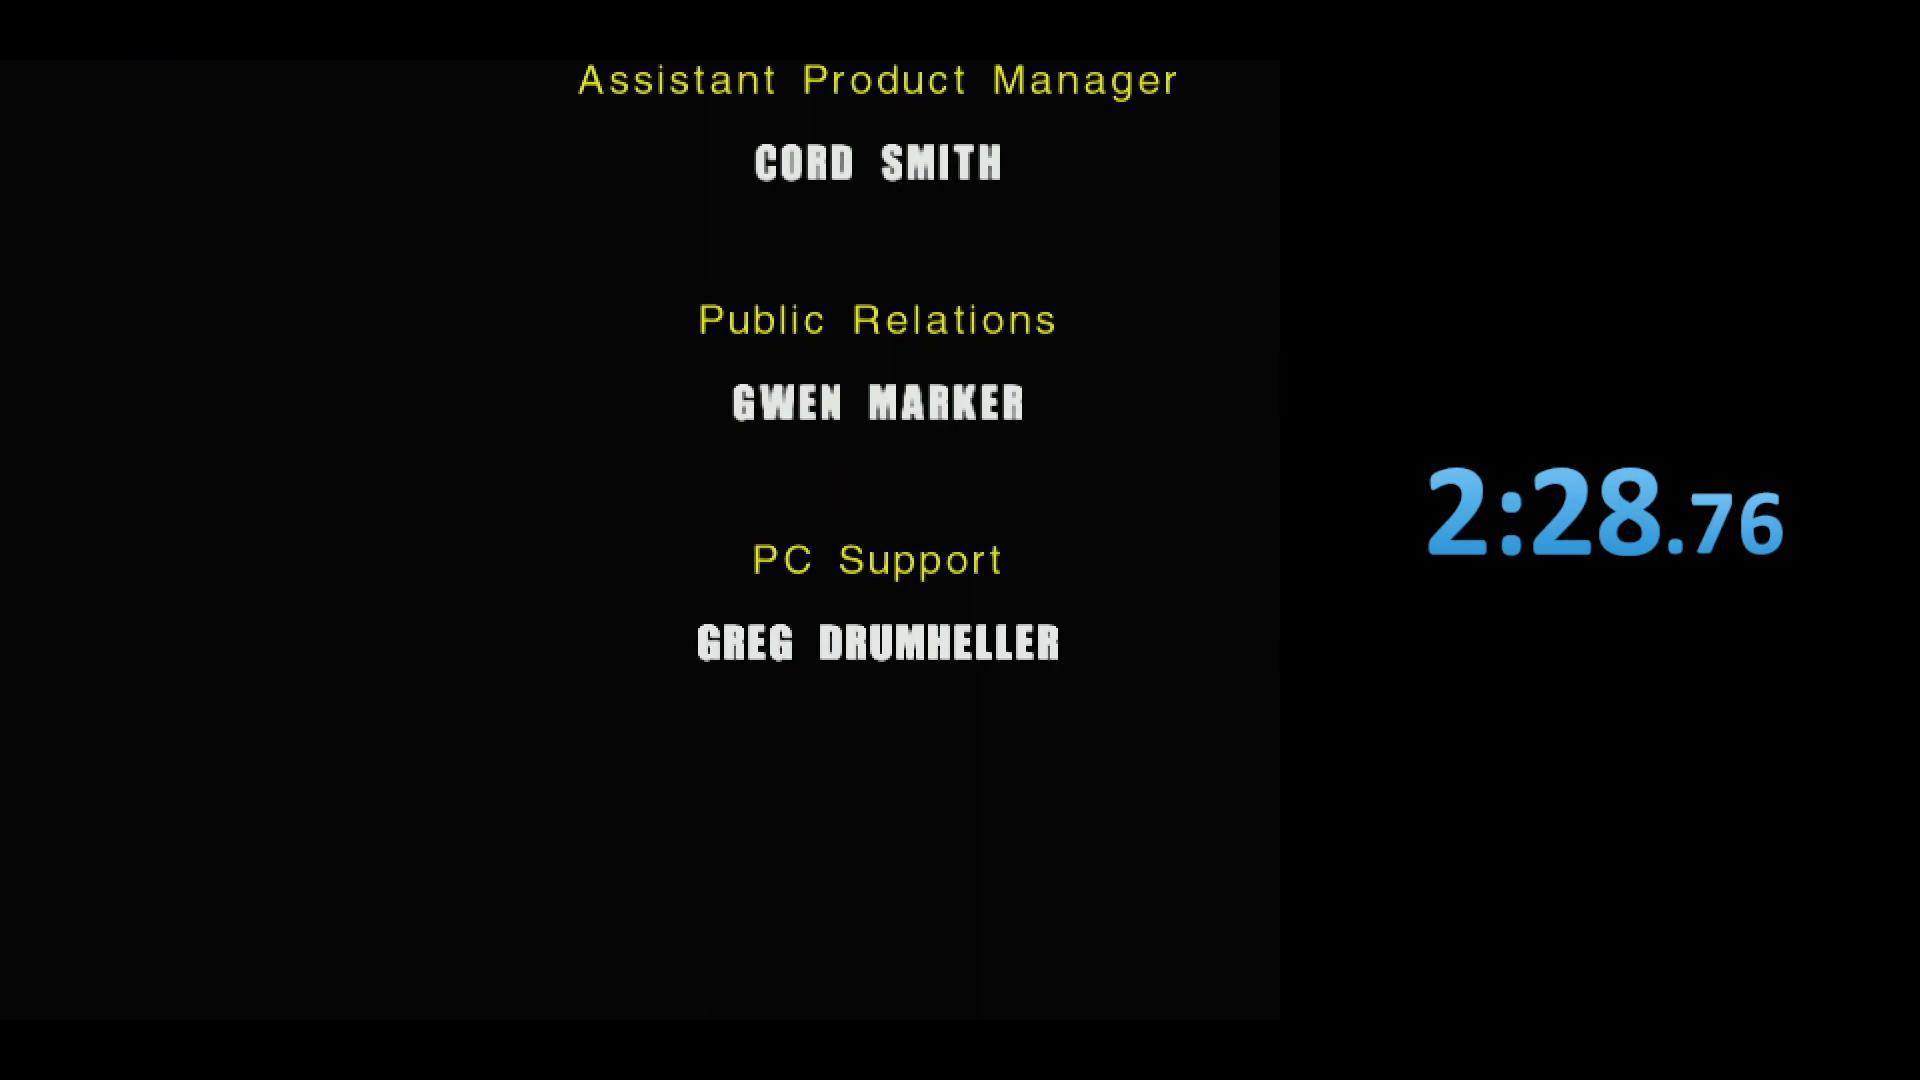 Assistant Product Manager
CORD SMITH
Public Relations
GWEN MARKER
PC Support
GREG DRUMHELLER
2:28.76